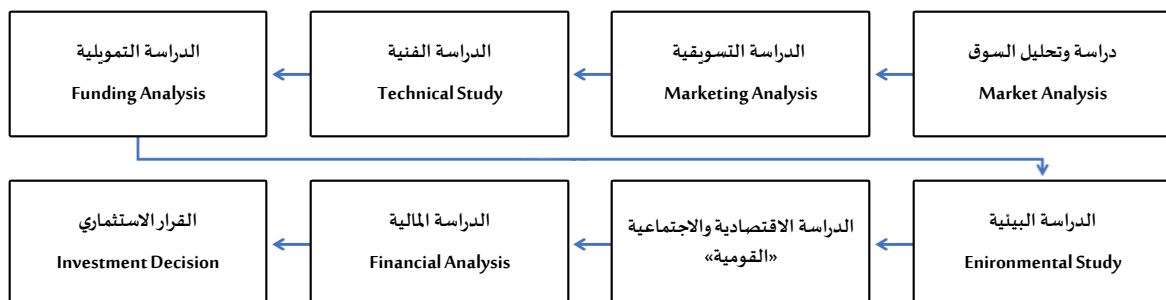 دراسة وتحليل السوق
Market Analysis
الدراسة التسويقية
Marketing Analysis
الدراسة الفنية
Technical Study
الدراسة التمويلية
Funding Analysis
الدراسة البيئية
Enironmental Study
الدراسة الاقتصادية والاجتماعية
«القومية»
الدراسة المالية
Financial Analysis
القرار الاستثماري
Investment Decision